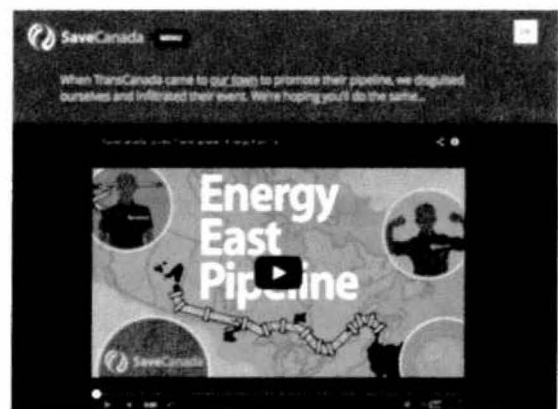 SaveCanada MENU
When TransCanada came to our town to promote their pipeline, we disguised
ourselves and infiltrated their event. We're hoping you'll do the same...
Energy
East
Pipeline
SaveCanada